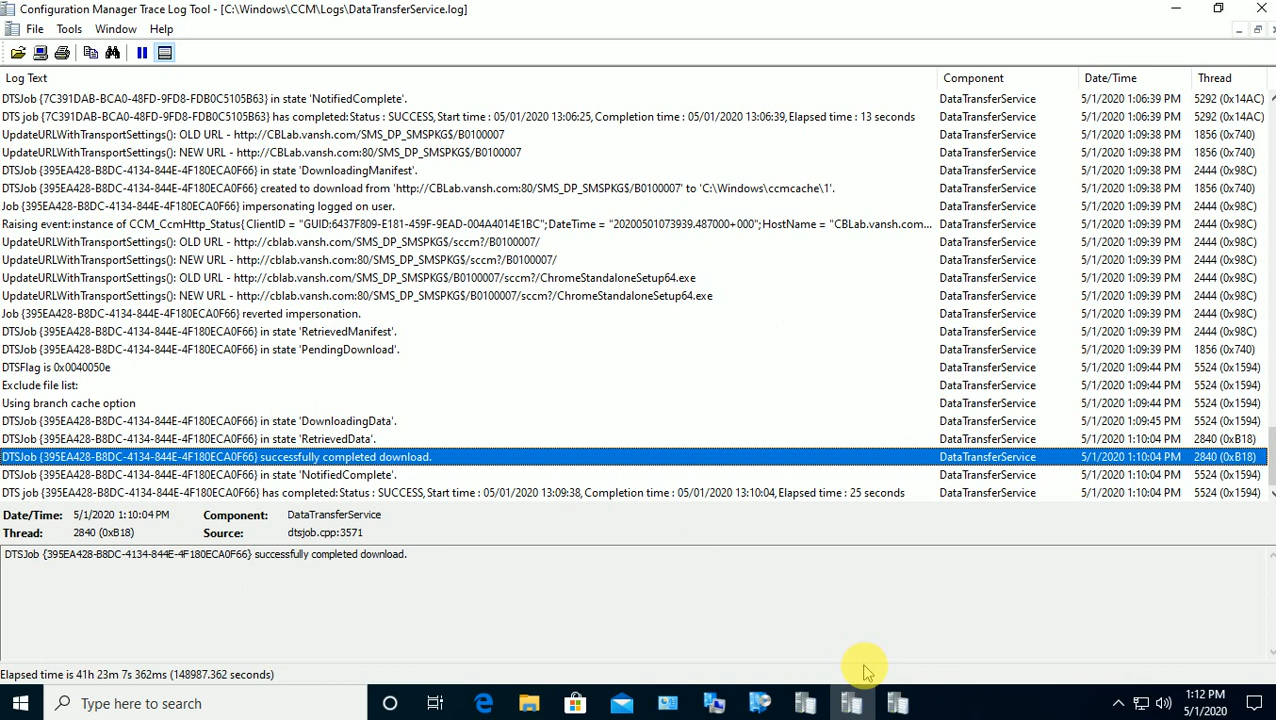 Configuration Manager Trace Log Tool - [C:\Windows\CCM\Logs\DataTransferService.log]
File Tools Window Help
Log Text Component Date/Time Thread
DTSJob {7C391DAB-BCA0-48FD-9FD8-FDB0C5105B63} in state 'NotifiedComplete'. DataTransferService 5/1/2020 1:06:39 PM 5292 (0x14AC)
DTS job {7C391DAB-BCA0-48FD-9FD8-FDB0C5105B63} has completed:Status : SUCCESS,Start time : 05/01/2020 13:06:25,Completion time : 05/01/2020 13:06:39,Elapsed time : 13 seconds DataTransferService 5/1/2020 1:06:39 PM 5292 (0x14AC)
UpdateURLWithTransportSettings(): OLD URL - http://CBLab.vansh.com/SMS_DP_SMSPKG$/B0100007 DataTransferService 5/1/2020 1:09:38 PM 1856 (0x740)
UpdateURLWithTransportSettings(): NEW URL - http://CBLab.vansh.com:80/SMS_DP_SMSPKG$/B0100007 DataTransferService 5/1/2020 1:09:38 PM 1856 (0x740)
DTSJob {395EA428-B8DC-4134-844E-4F180ECA0F66} in state 'DownloadingManifest'. DataTransferService 5/1/2020 1:09:38 PM 2444 (0x98C)
DTSJob {395EA428-B8DC-4134-844E-4F180ECA0F66} created to download from 'http://CBLab.vansh.com:80/SMS_DP_SMSPKG$/B0100007' to 'C:\Windows\ccmcache\1'. DataTransferService 5/1/2020 1:09:38 PM 1856 (0x740)
Job {395EA428-B8DC-4134-844E-4F180ECA0F66} impersonating logged on user. DataTransferService 5/1/2020 1:09:38 PM 2444 (0x98C)
Raising event:instance of CCM_CcmHttp_Status{ClientID = "GUID:6437F809-E181-459F-9EAD-004A4014E1BC";DateTime = "20200501073939.487000+000";HostName = "CBLab.vansh.com... DataTransferService 5/1/2020 1:09:39 PM 2444 (0x98C)
UpdateURLWithTransportSettings(): OLD URL - http://cblab.vansh.com/SMS_DP_SMSPKG$/sccm?/B0100007/ DataTransferService 5/1/2020 1:09:39 PM 2444 (0x98C)
UpdateURLWithTransportSettings(): NEW URL - http://cblab.vansh.com:80/SMS_DP_SMSPKG$/sccm?/B0100007/ DataTransferService 5/1/2020 1:09:39 PM 2444 (0x98C)
UpdateURLWithTransportSettings(): OLD URL - http://cblab.vansh.com/SMS_DP_SMSPKG$/B0100007/sccm?/ChromeStandaloneSetup64.exe DataTransferService 5/1/2020 1:09:39 PM 2444 (0x98C)
UpdateURLWithTransportSettings(): NEW URL - http://cblab.vansh.com:80/SMS_DP_SMSPKG$/B0100007/sccm?/ChromeStandaloneSetup64.exe DataTransferService 5/1/2020 1:09:39 PM 2444 (0x98C)
Job {395EA428-B8DC-4134-844E-4F180ECA0F66} reverted impersonation. DataTransferService 5/1/2020 1:09:39 PM 2444 (0x98C)
DTSJob {395EA428-B8DC-4134-844E-4F180ECA0F66} in state 'RetrievedManifest'. DataTransferService 5/1/2020 1:09:39 PM 2444 (0x98C)
DTSJob {395EA428-B8DC-4134-844E-4F180ECA0F66} in state 'PendingDownload'. DataTransferService 5/1/2020 1:09:39 PM 1856 (0x740)
DTSFlag is 0x0040050e DataTransferService 5/1/2020 1:09:44 PM 5524 (0x1594)
Exclude file list: DataTransferService 5/1/2020 1:09:44 PM 5524 (0x1594)
Using branch cache option DataTransferService 5/1/2020 1:09:44 PM 5524 (0x1594)
DTSJob {395EA428-B8DC-4134-844E-4F180ECA0F66} in state 'DownloadingData'. DataTransferService 5/1/2020 1:09:45 PM 5524 (0x1594)
DTSJob {395EA428-B8DC-4134-844E-4F180ECA0F66} in state 'RetrievedData'. DataTransferService 5/1/2020 1:10:04 PM 2840 (0xB18)
DTSJob {395EA428-B8DC-4134-844E-4F180ECA0F66} successfully completed download. DataTransferService 5/1/2020 1:10:04 PM 2840 (0xB18)
DTSJob {395EA428-B8DC-4134-844E-4F180ECA0F66} in state 'NotifiedComplete'. DataTransferService 5/1/2020 1:10:04 PM 5524 (0x1594)
DTS job {395EA428-B8DC-4134-844E-4F180ECA0F66} has completed:Status : SUCCESS,Start time : 05/01/2020 13:09:38,Completion time : 05/01/2020 13:10:04,Elapsed time : 25 seconds DataTransferService 5/1/2020 1:10:04 PM 5524 (0x1594)
Date/Time: 5/1/2020 1:10:04 PM Component: DataTransferService
Thread: 2840 (0xB18) Source: dtsjob.cpp:3571
DTSJob {395EA428-B8DC-4134-844E-4F180ECA0F66} successfully completed download.
Elapsed time is 41h 23m 7s 362ms (148987.362 seconds)
Type here to search
1:12 PM
5/1/2020